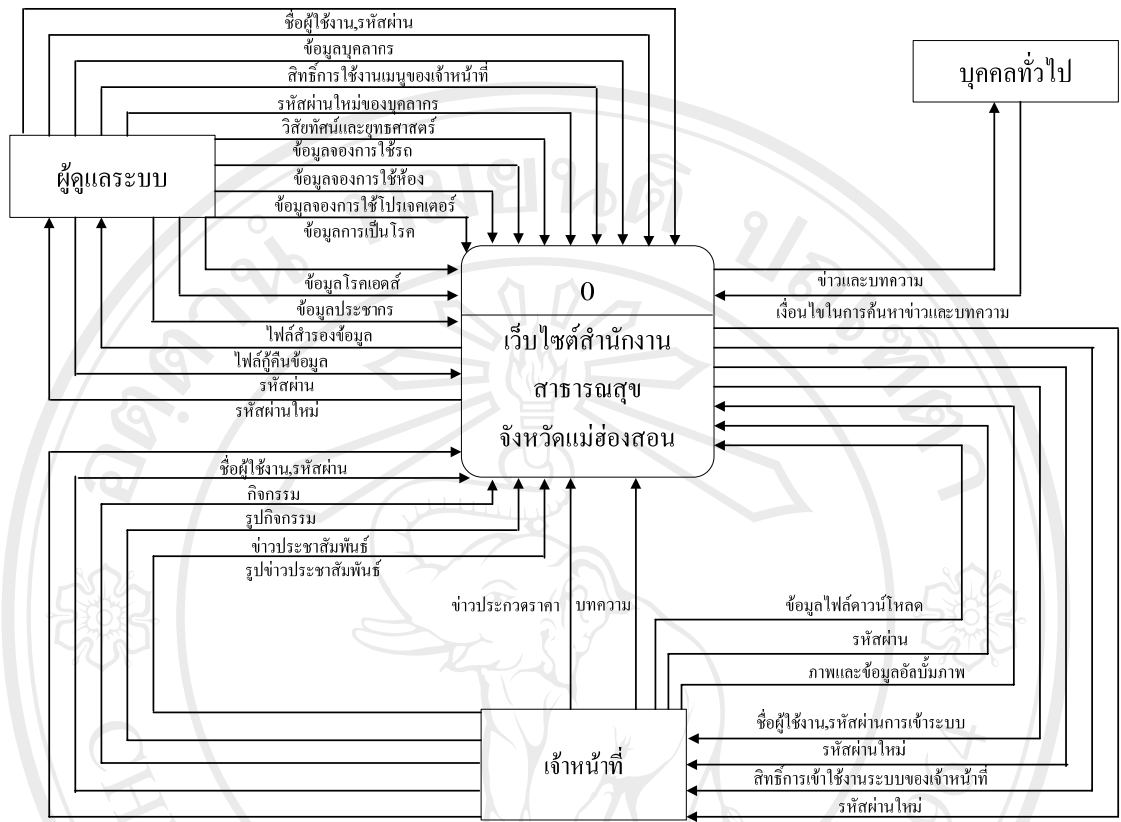 ชื่อผู้ใช้งาน,รหัสผ่าน
ข้อมูลบุคลากร
สิทธิ์การใช้งานเมนูของเจ้าหน้าที่
รหัสผ่านใหม่ของบุคลากร
วิสัยทัศน์และยุทธศาสตร์
ข้อมูลจองการใช้รถ
ข้อมูลจองการใช้ห้อง
ข้อมูลจองการใช้โปรเจคเตอร์
ข้อมูลการเป็นโรค
ข้อมูลโรคเอดส์
ข้อมูลประชากร
ไฟล์สำรองข้อมูล
ไฟล์กู้คืนข้อมูล
รหัสผ่าน
รหัสผ่านใหม่
ผู้ดูแลระบบ
บุคคลทั่วไป
ข่าวและบทความ
เงื่อนไขในการค้นหาข่าวและบทความ
0
เว็บไซต์สำนักงาน
สาธารณสุข
จังหวัดแม่ฮ่องสอน
ชื่อผู้ใช้งาน,รหัสผ่าน
กิจกรรม
รูปกิจกรรม
ข่าวประชาสัมพันธ์
รูปข่าวประชาสัมพันธ์
ข่าวประกวดราคา
บทความ
ข้อมูลไฟล์ดาวน์โหลด
รหัสผ่าน
ภาพและข้อมูลอัลบั้มภาพ
ชื่อผู้ใช้งาน,รหัสผ่านการเข้าระบบ
รหัสผ่านใหม่
สิทธิ์การเข้าใช้งานระบบของเจ้าหน้าที่
รหัสผ่านใหม่
เจ้าหน้าที่